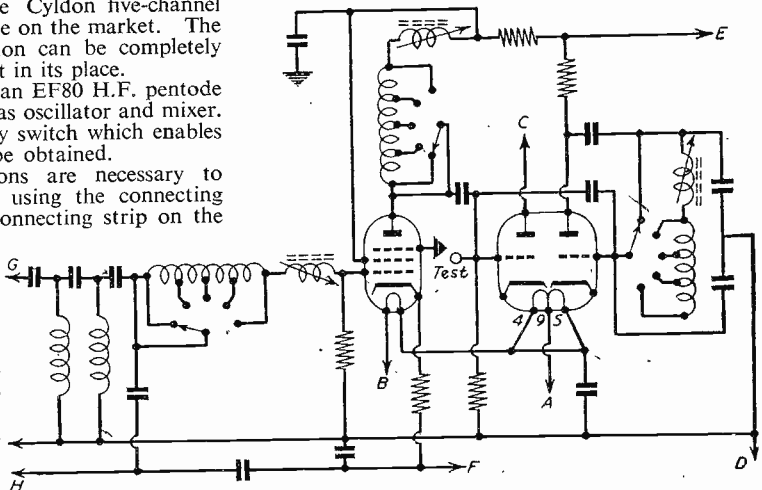 e Cyldon five-channel
e on the market. The
on can be completely
t in its place.
an EF80 H.F. pentode
as oscillator and mixer.
y switch which enables
be obtained.
ons are necessary to
using the connecting
onnecting strip on the
E
C
G
Test
4 9 5
B
A
D
H
F